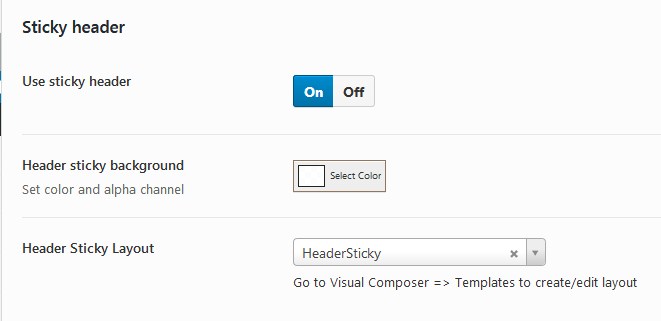 Sticky header
Use sticky header
On Off
Header sticky background
Set color and alpha channel
Select Color
Header Sticky Layout
HeaderSticky
Go to Visual Composer => Templates to create/edit layout